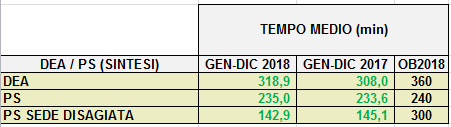 TEMPO MEDIO (min)
DEA / PS (SINTESI) GEN-DIC 2018 GEN-DIC 2017 OB2018
DEA 318,9 308,0 360
PS 235,0 233,6 240
PS SEDE DISAGIATA 142,9 145,1 300